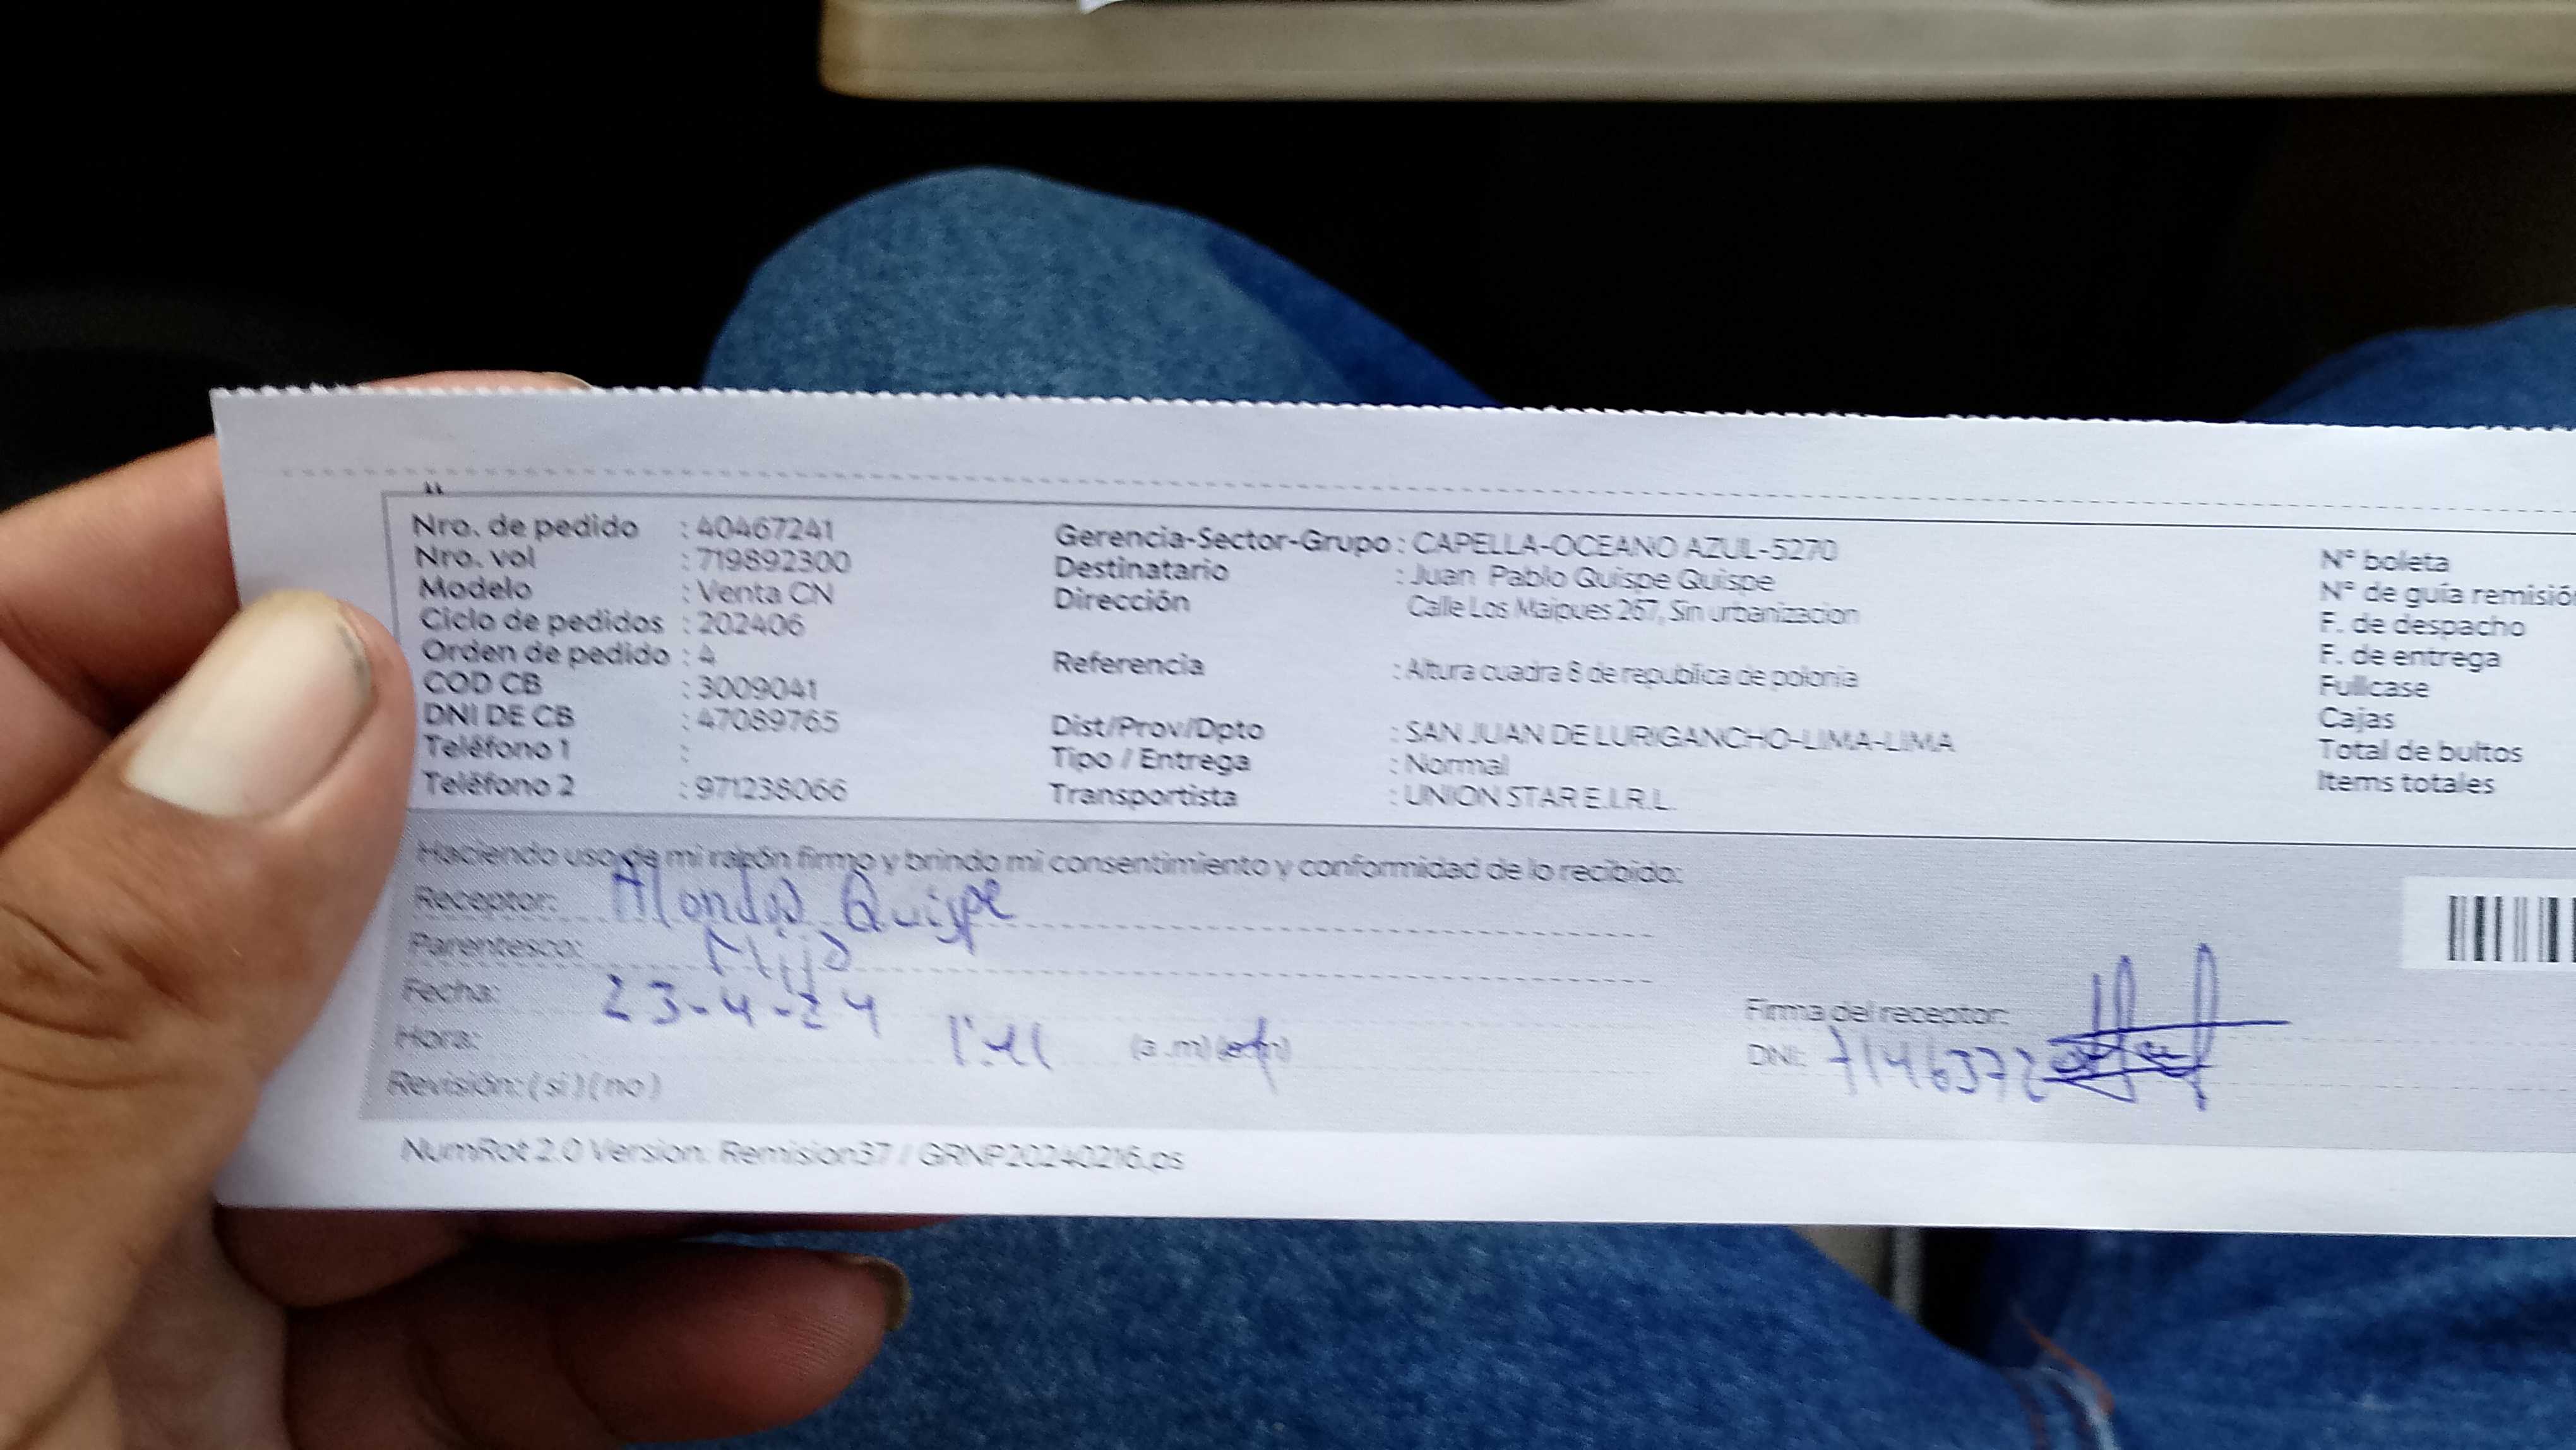 Nro. de pedido : 40467241
Nro. vol : 719892300
Modelo : Venta CN
Ciclo de pedidos : 202406
Orden de pedido : 4
COD CB : 3009041
DNI DE CB : 47089765
Teléfono 1 :
Teléfono 2 : 971238066
Gerencia-Sector-Grupo : CAPELLA-OCEANO AZUL-5270
Destinatario : Juan Pablo Quispe Quispe
Dirección Calle Los Maipues 267, Sin urbanizacion
Referencia : Altura cuadra 8 de republica de polonia
Dist/Prov/Dpto : SAN JUAN DE LURIGANCHO-LIMA-LIMA
Tipo / Entrega : Normal
Transportista : UNION STAR E.I.R.L.
N° boleta
N° de guía remisió
F. de despacho
F. de entrega
Fullcase
Cajas
Total de bultos
Items totales
Haciendo uso de mi razón firmo y brindo mi consentimiento y conformidad de lo recibido:
Receptor: Quispe
Parentesco: Hija
Fecha: 23-4-24
Hora: (a.m)
Revisión: (si) (no)
Firma del receptor:
DNI:
NumRot 2.0 Version: Remision37 / GRNP20240216.ps